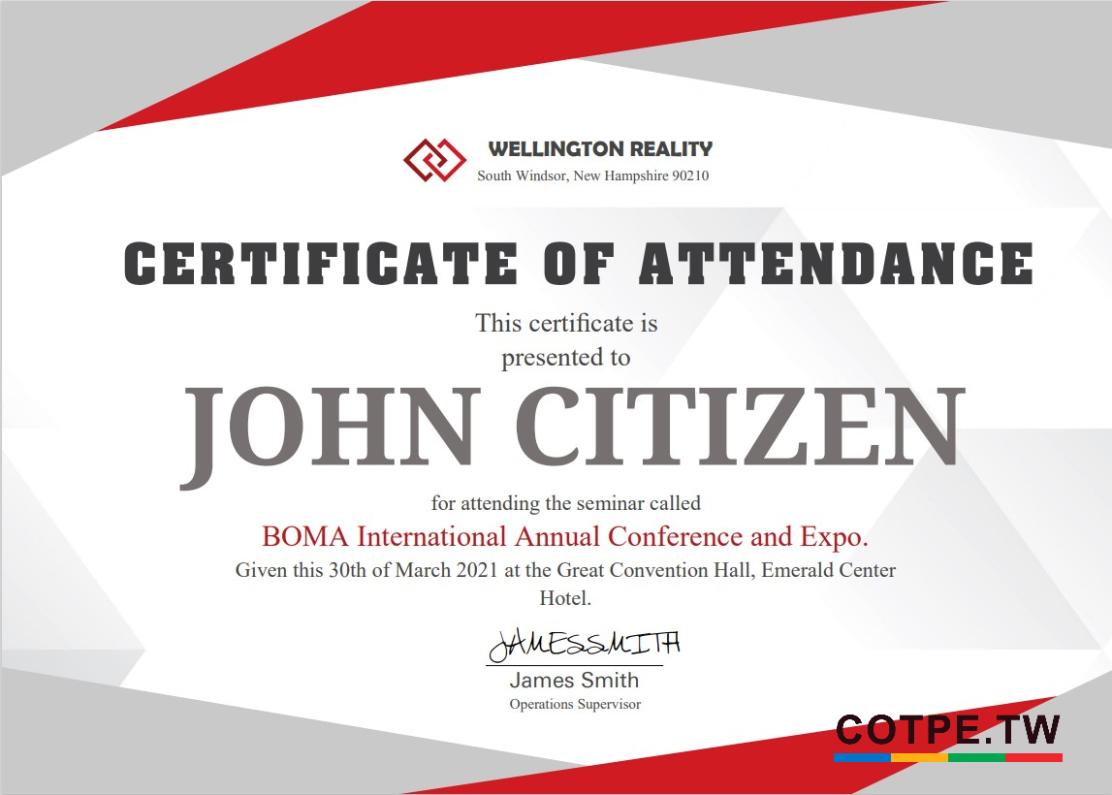 WELLINGTON REALITY
South Windsor, New Hampshire 90210
CERTIFICATE OF ATTENDANCE
This certificate is
presented to
JOHN CITIZEN
for attending the seminar called
BOMA International Annual Conference and Expo.
Given this 30th of March 2021 at the Great Convention Hall, Emerald Center
Hotel.
JAMESSMITH
James Smith
Operations Supervisor
COTPE.TW